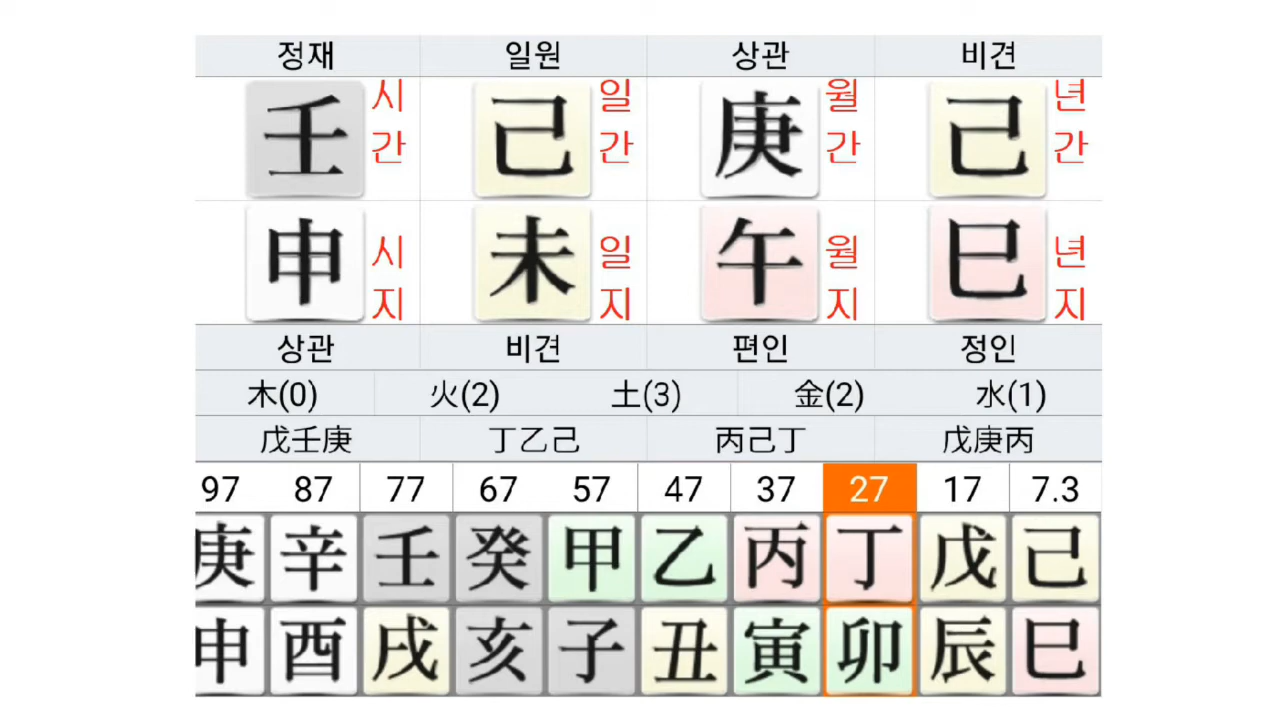 정재 일원 상관 비견
壬 시간 己 일간 庚 월간 己 년간
申 시지 未 일지 午 월지 巳 년지
상관 비견 편인 정인
木(0) 火(2) 土(3) 金(2) 水(1)
戊壬庚 丁乙己 丙己丁 戊庚丙
97 87 77 67 57 47 37 27 17 7.3
庚 辛 壬 癸 甲 乙 丙 丁 戊 己
申 酉 戌 亥 子 丑 寅 卯 辰 巳